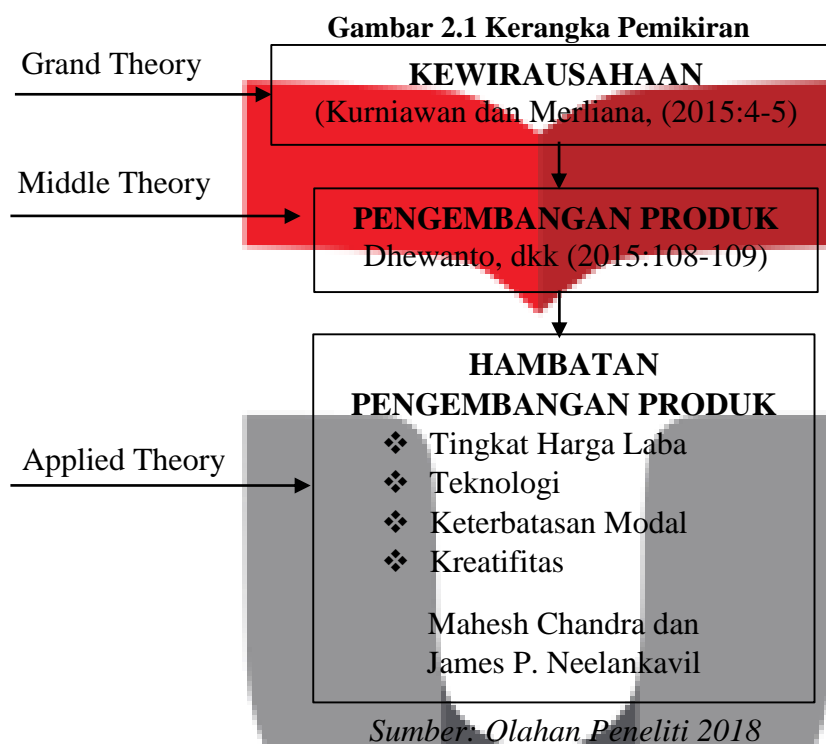 Gambar 2.1 Kerangka Pemikiran
Grand Theory
KEWIRAUSAHAAN
(Kurniawan dan Merliana, (2015:4-5)
Middle Theory
PENGEMBANGAN PRODUK
Dhewanto, dkk (2015:108-109)
HAMBATAN
PENGEMBANGAN PRODUK
❖ Tingkat Harga Laba
Applied Theory
❖ Teknologi
❖ Keterbatasan Modal
❖ Kreatifitas
Mahesh Chandra dan
James P. Neelankavil
Sumber: Olahan Peneliti 2018